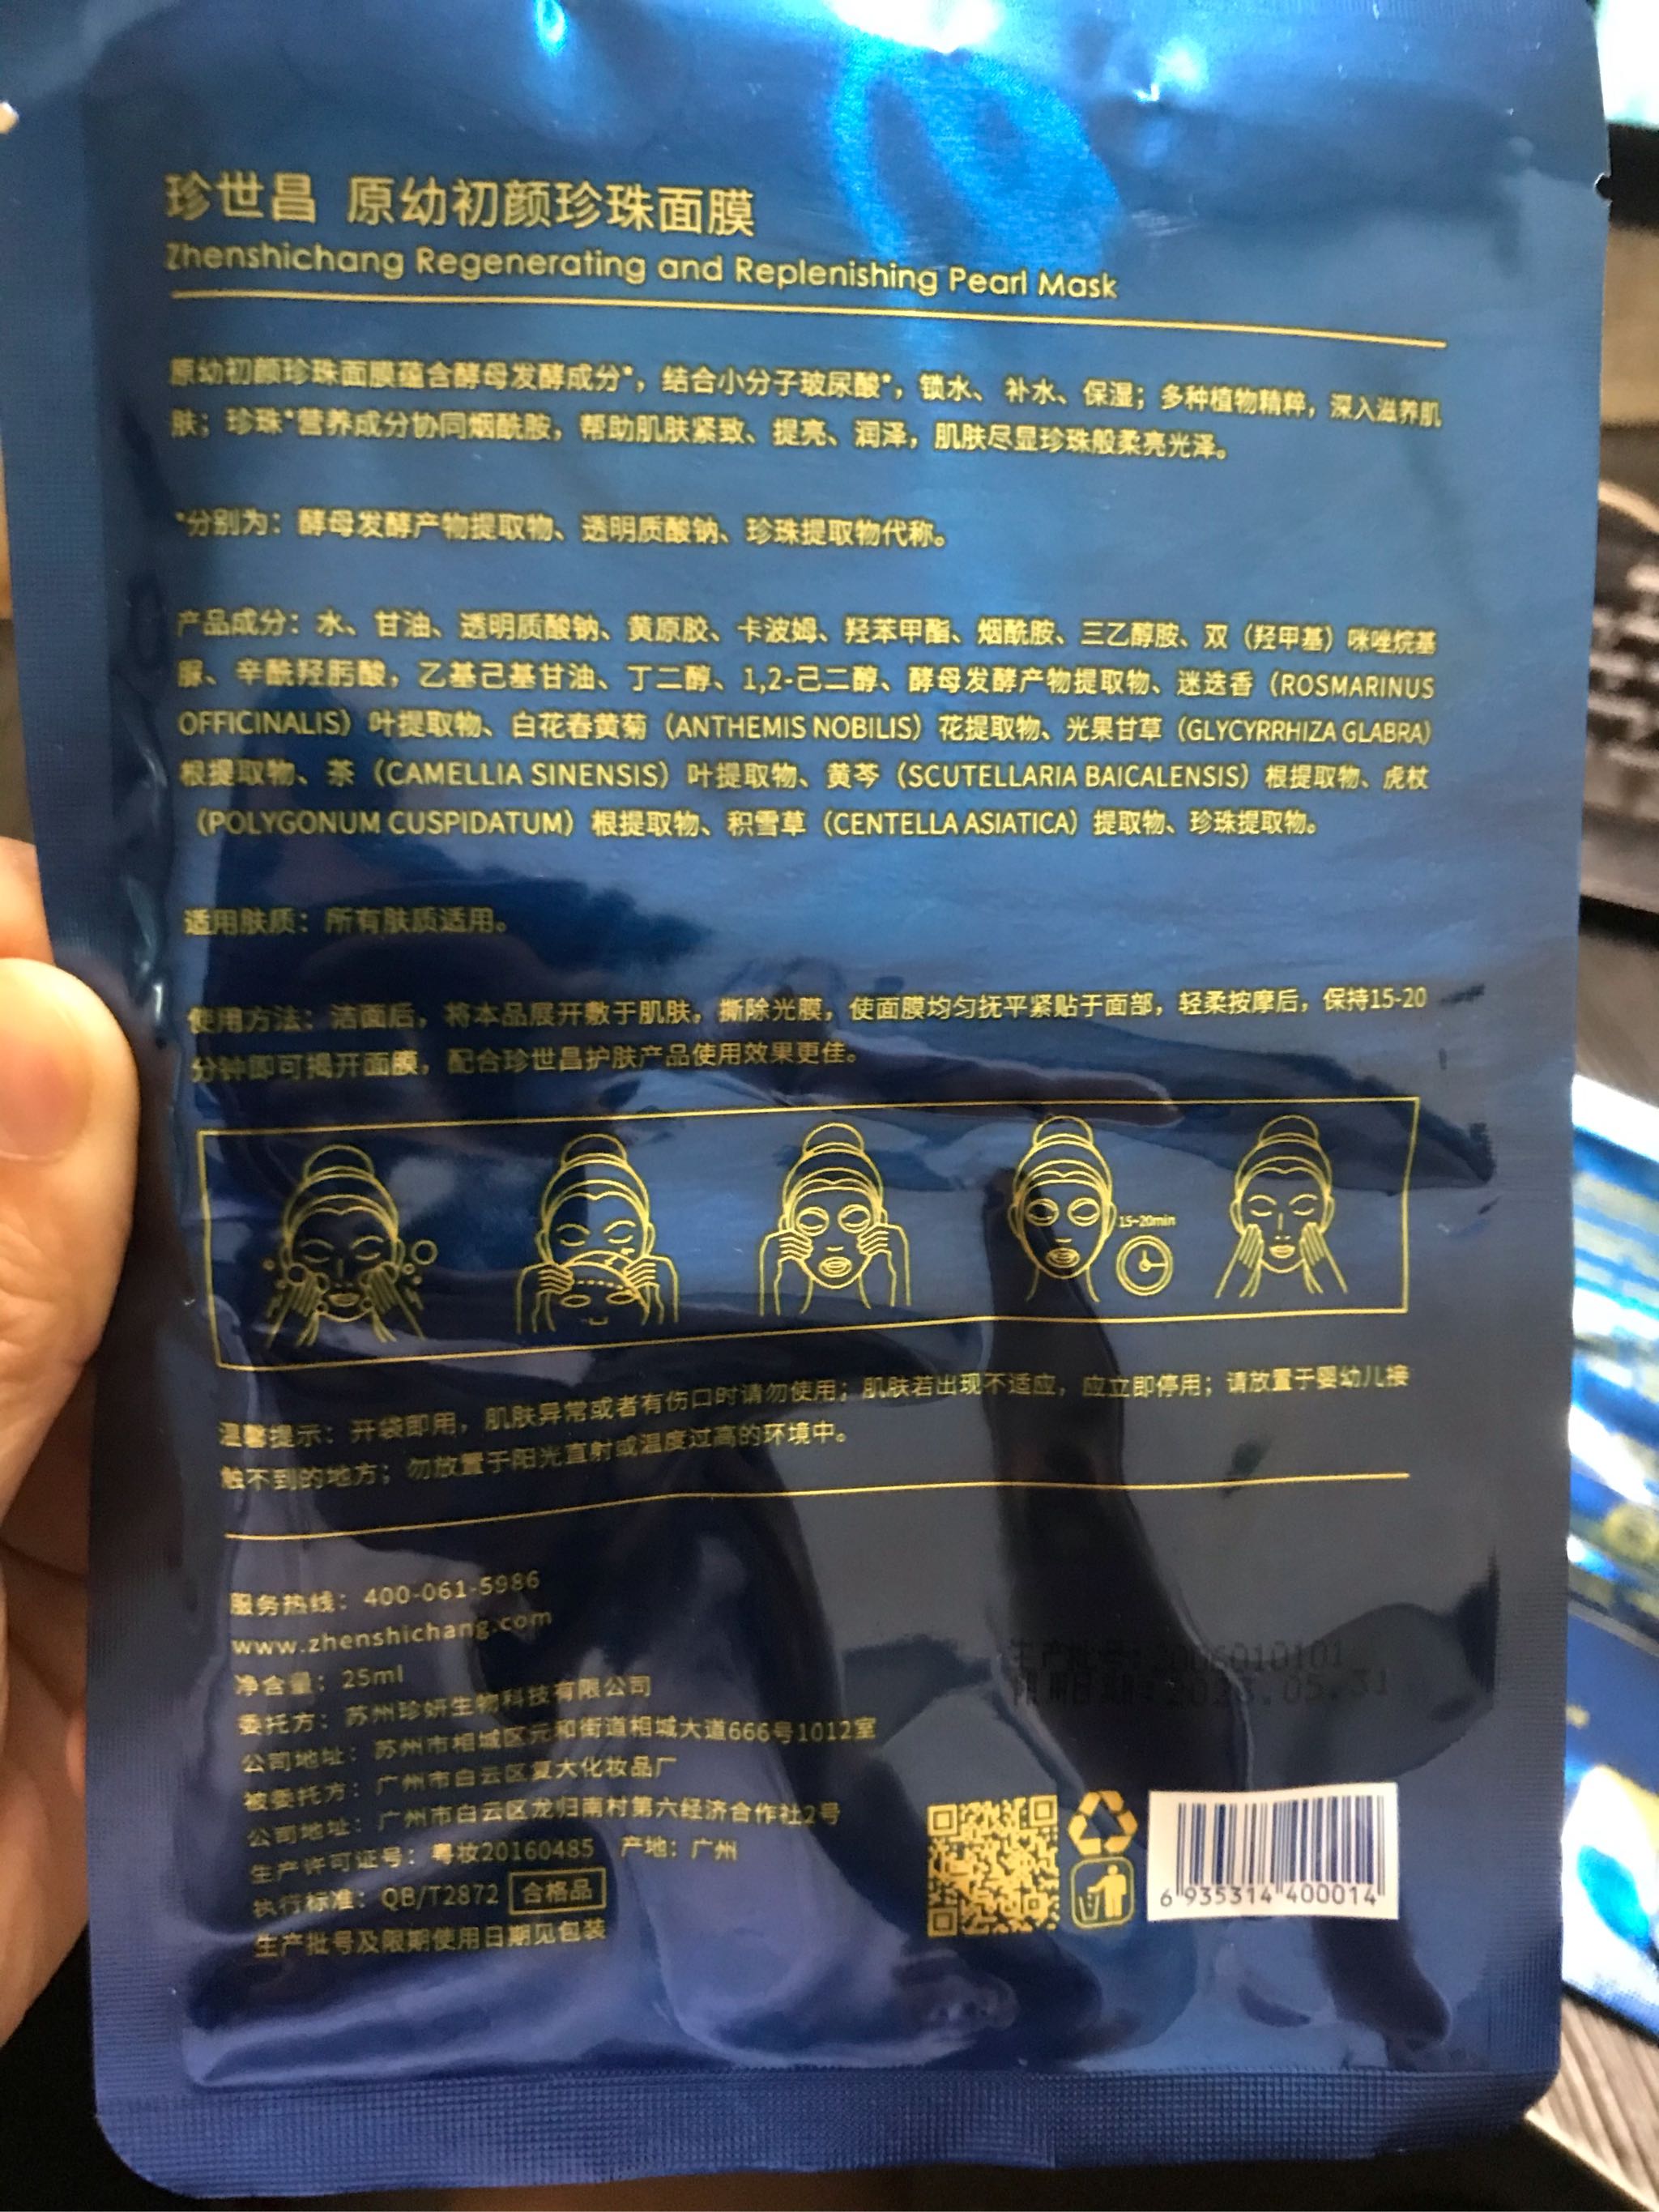 珍世昌 原幼初颜珍珠面膜
Zhenshichang Regenerating and Replenishing Pearl Mask
原幼初颜珍珠面膜蕴含酵母发酵成分*，结合小分子玻尿酸*，锁水、补水、保湿；多种植物精粹，深入滋养肌
肤；珍珠*营养成分协同烟酰胺，帮助肌肤紧致、提亮、润泽，肌肤尽显珍珠般柔亮光泽。
*分别为：酵母发酵产物提取物、透明质酸钠、珍珠提取物代称。
产品成分：水、甘油、透明质酸钠、黄原胶、卡波姆、羟苯甲酯、烟酰胺、三乙醇胺、双（羟甲基）咪唑烷基
脲、辛酰羟肟酸，乙基己基甘油、丁二醇、1,2-己二醇、酵母发酵产物提取物、迷迭香（ROSMARINUS
OFFICINALIS）叶提取物、白花春黄菊（ANTHEMIS NOBILIS）花提取物、光果甘草（GLYCYRRHIZA GLABRA）
根提取物、茶（CAMELLIA SINENSIS）叶提取物、黄芩（SCUTELLARIA BAICALENSIS）根提取物、虎杖
（POLYGONUM CUSPIDATUM）根提取物、积雪草（CENTELLA ASIATICA）提取物、珍珠提取物。
适用肤质：所有肤质适用。
使用方法：洁面后，将本品展开敷于肌肤，撕除光膜，使面膜均匀抚平紧贴于面部，轻柔按摩后，保持15-20
分钟即可揭开面膜，配合珍世昌护肤产品使用效果更佳。
15-20min
温馨提示：开袋即用，肌肤异常或者有伤口时请勿使用；肌肤若出现不适应，应立即停用；请放置于婴幼儿接
触不到的地方；勿放置于阳光直射或温度过高的环境中。
服务热线：400-061-5986
www.zhenshichang.com
净含量：25ml
委托方：苏州珍妍生物科技有限公司
公司地址：苏州市相城区元和街道相城大道666号1012室
被委托方：广州市白云区夏大化妆品厂
公司地址：广州市白云区龙归南村第六经济合作社2号
生产许可证号：粤妆20160485 产地：广州
执行标准：QB/T2872 合格品
生产批号及限期使用日期见包装
生产批号：
限用日期：
6 935314 400014